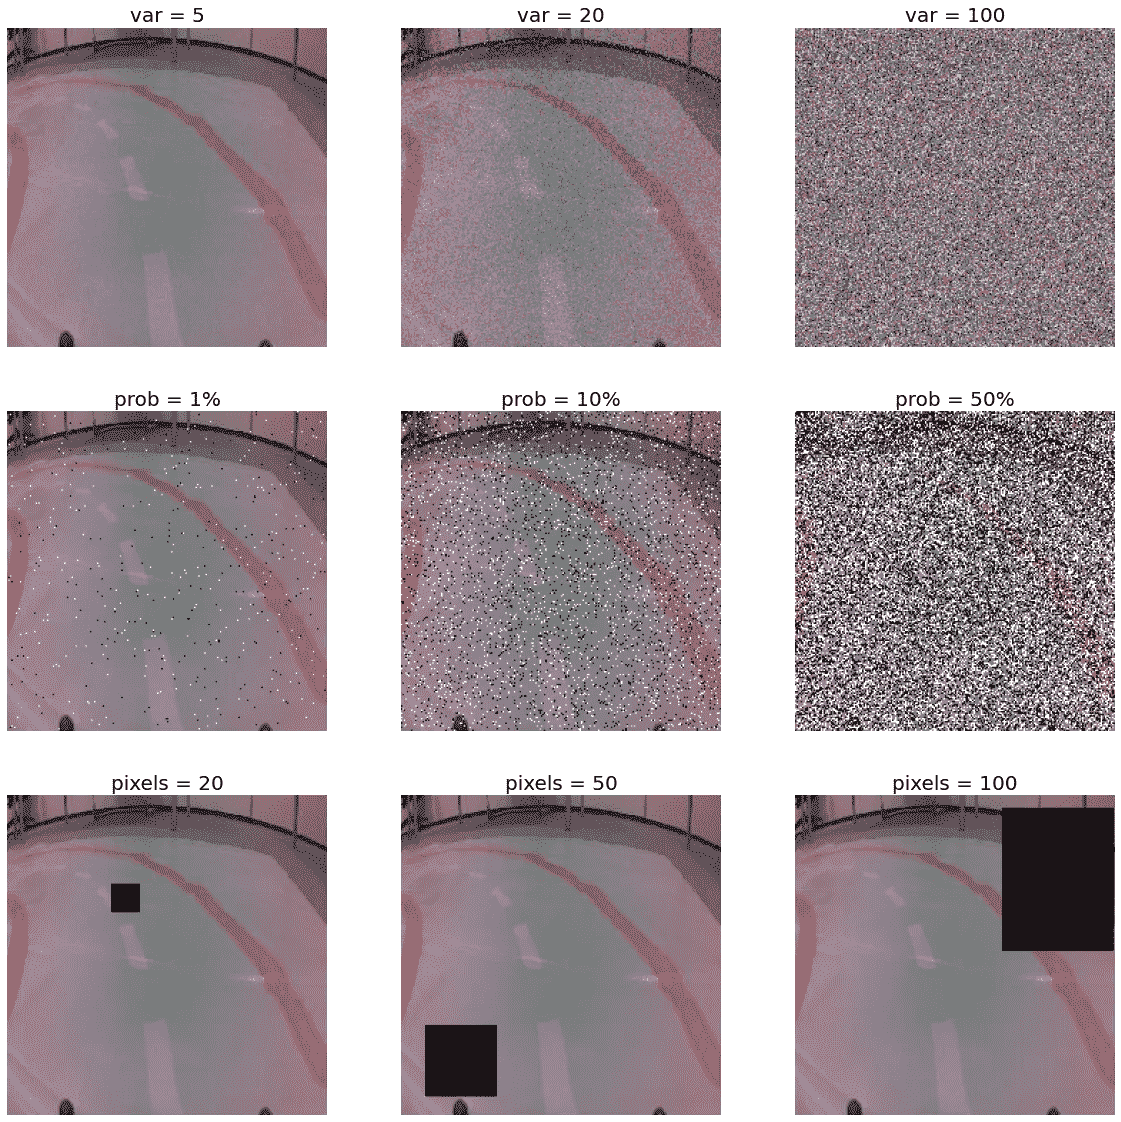 var = 5
var = 20
var = 100
prob = 1%
prob = 10%
prob = 50%
pixels = 20
pixels = 50
pixels = 100